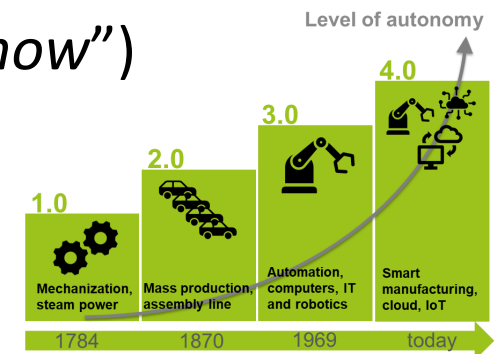 now")
Level of autonomy
4.0
3.0
2.0
1.0
Mechanization,
steam power
Mass production,
assembly line
Automation,
computers, IT
and robotics
Smart
manufacturing,
cloud, IoT
1784
1870
1969
today